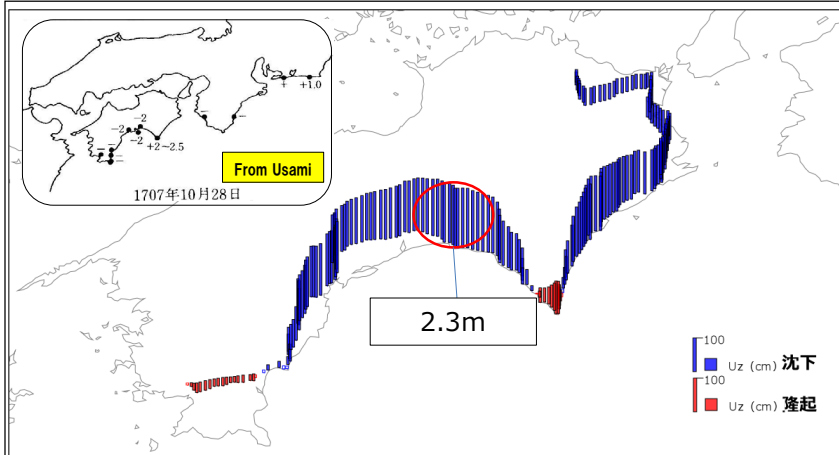 + +1.0
-2
-2
-2
+2~2.5
From Usami
1707年10月28日
2.3m
100
Uz (cm) 沈下
100
Uz (cm) 隆起